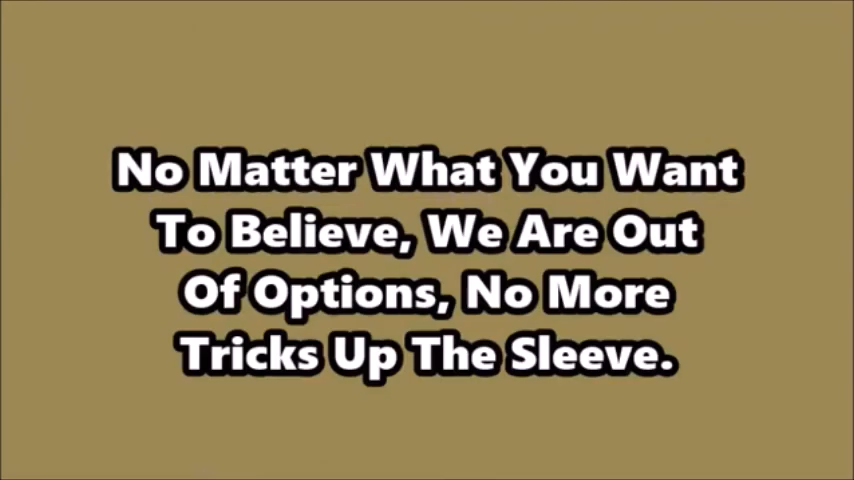 No Matter What You Want
To Believe, We Are Out
Of Options, No More
Tricks Up The Sleeve.